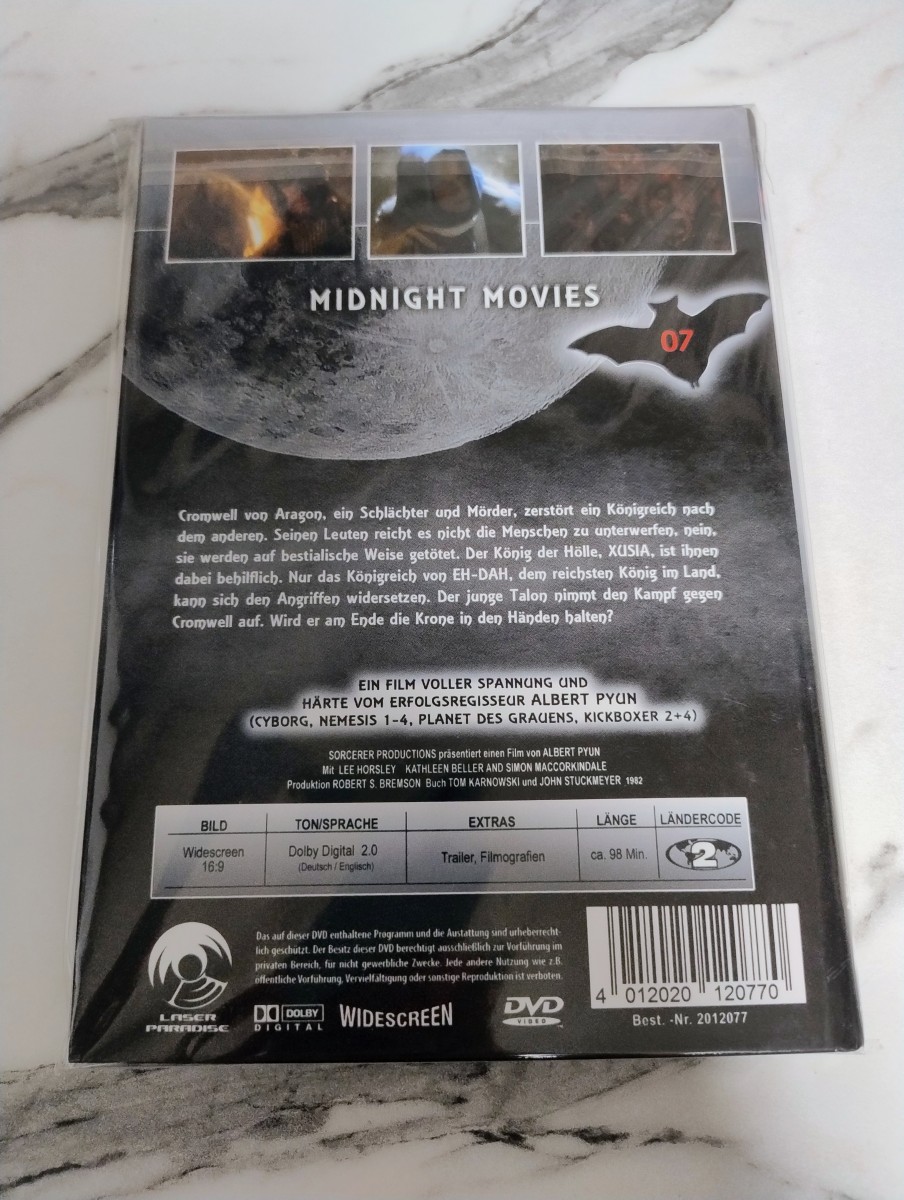 MIDNIGHT MOVIES
07
Cromwell von Aragon, ein Schlächter und Mörder, zerstört ein Königreich nach
dem anderen. Seinen Leuten reicht es nicht die Menschen zu unterwerfen, nein,
sie werden auf bestialische Weise getötet. Der König der Hölle, XUSIA, ist ihnen
dabei behilflich. Nur das Königreich von EH-DAH, dem reichsten König im Land,
kann sich den Angriffen widersetzen. Der junge Talon nimmt den Kampf gegen
Cromwell auf. Wird er am Ende die Krone in den Händen halten?
EIN FILM VOLLER SPANNUNG UND
HÄRTE VOM ERFOLGSREGISSEUR ALBERT PYUN
(CYBORG, NEMESIS 1-4, PLANET DES GRAUENS, KICKBOXER 2+4)
SORCERER PRODUCTIONS präsentiert einen Film von ALBERT PYUN
Mit LEE HORSLEY KATHLEEN BELLER AND SIMON MACCORKINDALE
Produktion ROBERT S. BREMSON Buch TOM KARNOWSKI und JOHN STUCKMEYER 1982
BILD TON/SPRACHE EXTRAS LÄNGE LÄNDERCODE
Widescreen Dolby Digital 2.0 Trailer, Filmografien ca. 98 Min. 2
16:9 (Deutsch / Englisch)
Das auf dieser DVD enthaltene Programm und die Austattung sind urheberrecht-
lich geschützt. Der Besitz dieser DVD berechtigt ausschließlich zur Vorführung im
privaten Bereich, für nicht gewerbliche Zwecke. Jede andere Nutzung wie z.B.
öffentliche Vorführung, Vervielfältigung oder sonstige Reproduktion ist verboten.
LASER
PARADISE
DOLBY
DIGITAL
WIDESCREEN
DVD
VIDEO
4 012020 120770
Best. -Nr. 2012077